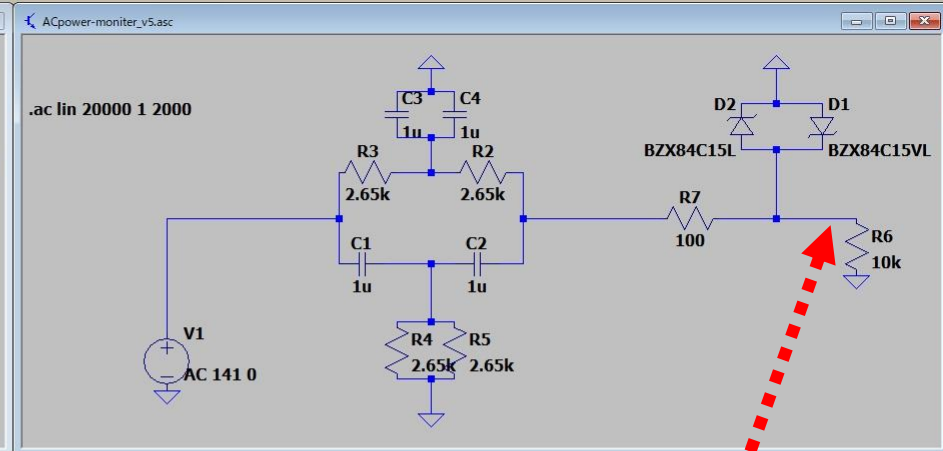 ACpower-moniter_v5.asc
.ac lin 20000 1 2000
C3 C4
1u 1u
R3 R2
2.65k 2.65k
C1 C2
1u 1u
R4 R5
2.65k 2.65k
V1
AC 141 0
D2 D1
BZX84C15L BZX84C15VL
R7
100
R6
10k